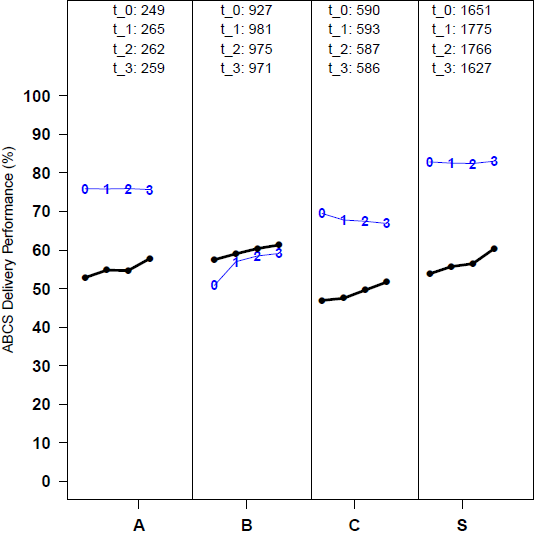 t_0: 249 t_0: 927 t_0: 590 t_0: 1651
t_1: 265 t_1: 981 t_1: 593 t_1: 1775
t_2: 262 t_2: 975 t_2: 587 t_2: 1766
t_3: 259 t_3: 971 t_3: 586 t_3: 1627
ABCS Delivery Performance (%)
100
90
80
70
60
50
40
30
20
10
0
0 1 2 3
0 1 2 3
0 1 2 3
0 1 2 3
A B C S